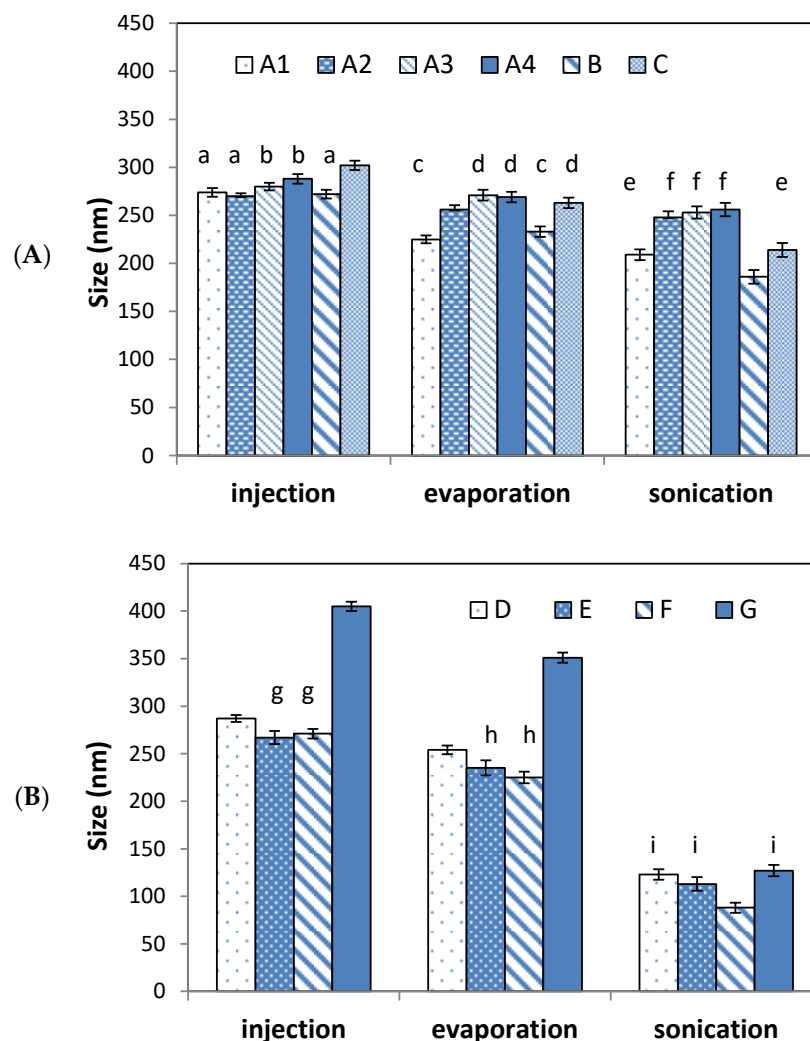 450
400
350
300
250
200
150
100
50
0
Size (nm)
(A)
A1 A2 A3 A4 B C
a a b b a
c d d c d
e f f f e
injection evaporation sonication
450
400
350
300
250
200
150
100
50
0
Size (nm)
(B)
D E F G
g g
h h
i i i
injection evaporation sonication